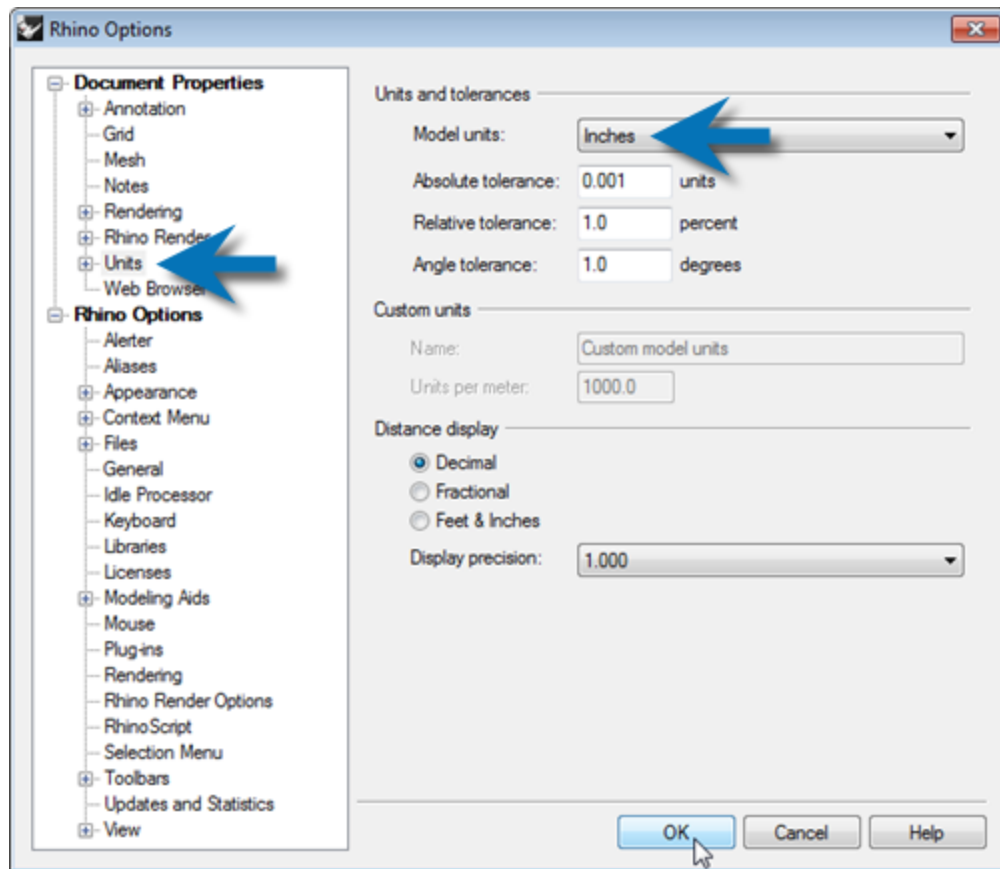 Rhino Options
Document Properties
Annotation
Grid
Mesh
Notes
Rendering
Rhino Render
Units
Web Browser
Rhino Options
Alerter
Aliases
Appearance
Context Menu
Files
General
Idle Processor
Keyboard
Libraries
Licenses
Modeling Aids
Mouse
Plug-ins
Rendering
Rhino Render Options
RhinoScript
Selection Menu
Toolbars
Updates and Statistics
View
Units and tolerances
Model units: Inches
Absolute tolerance: 0.001 units
Relative tolerance: 1.0 percent
Angle tolerance: 1.0 degrees
Custom units
Name: Custom model units
Units per meter: 1000.0
Distance display
Decimal
Fractional
Feet & Inches
Display precision: 1.000
OK Cancel Help